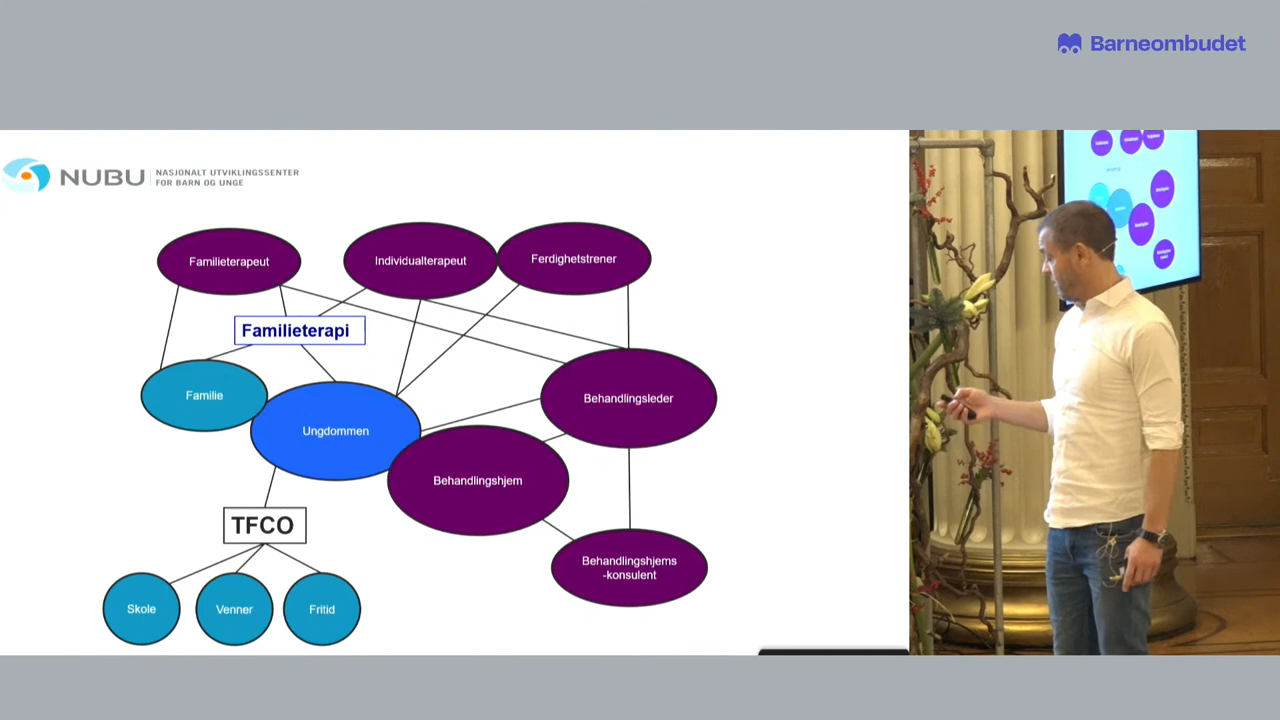 Barneombudet
NUBU
NASJONALT UTVIKLINGSSENTER
FOR BARN OG UNGE
Familieterapeut
Individualterapeut
Ferdighetstrener
Familieterapi
Familie
Behandlingsleder
Ungdommen
Behandlingshjem
TFCO
Behandlingshjems
-konsulent
Skole
Venner
Fritid